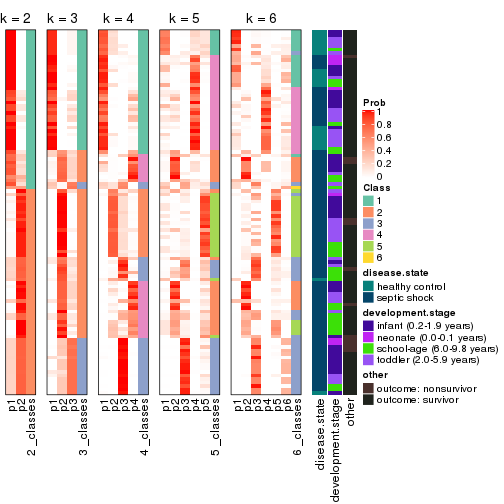 k = 2 k = 3 k = 4 k = 5 k = 6
Prob
1
0.8
0.6
0.4
0.2
0
Class
1
2
3
4
5
6
disease.state
healthy control
septic shock
development.stage
infant (0.2-1.9 years)
neonate (0.0-0.1 years)
school-age (6.0-9.8 years)
toddler (2.0-5.9 years)
other
outcome: nonsurvivor
outcome: survivor
p1 p2 2_classes p1 p2 p3 3_classes p1 p2 p3 p4 4_classes p1 p2 p3 p4 p5 5_classes p1 p2 p3 p4 p5 p6 6_classes disease.state development.stage other